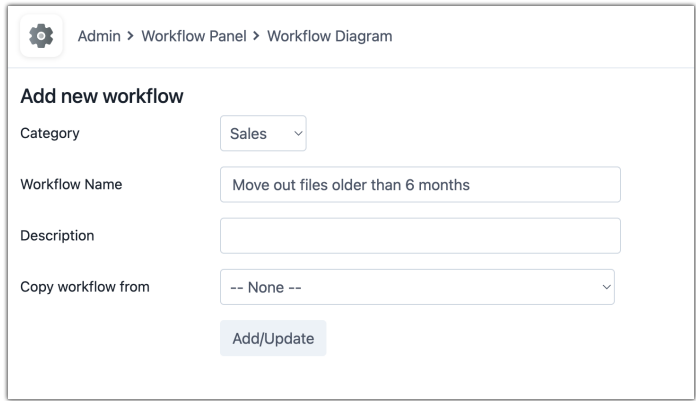 Admin > Workflow Panel > Workflow Diagram
Add new workflow
Category Sales
Workflow Name Move out files older than 6 months
Description
Copy workflow from -- None --
Add/Update